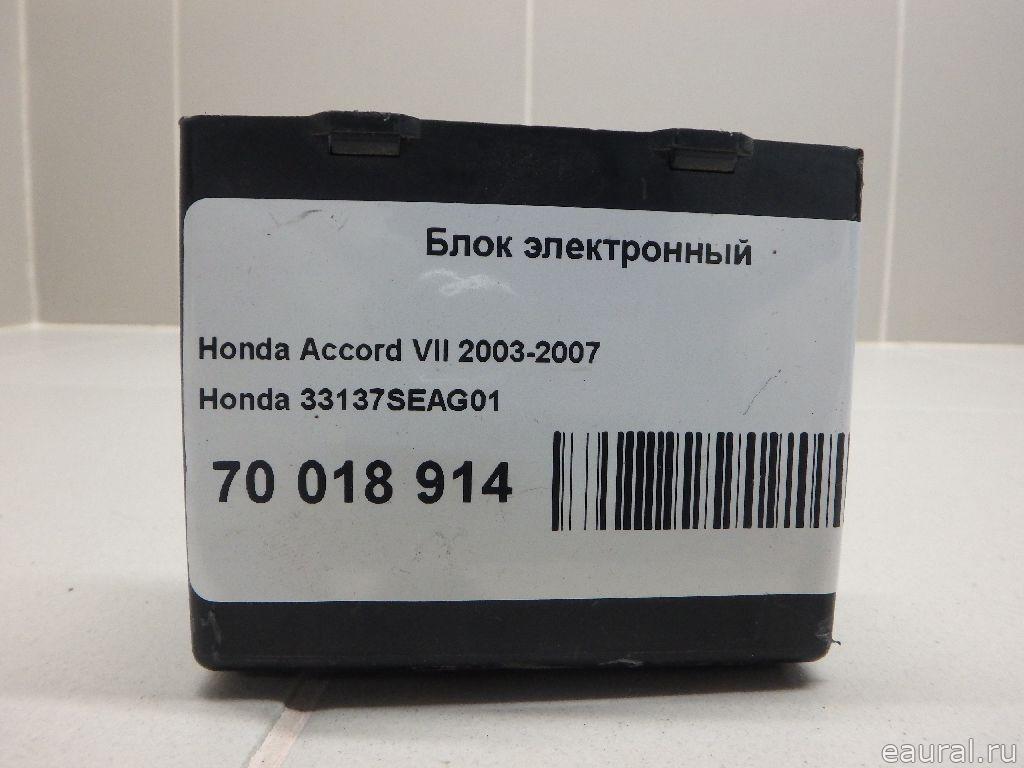 Блок электронный
Honda Accord VII 2003-2007
Honda 33137SEAG01
70 018 914
eaural.ru